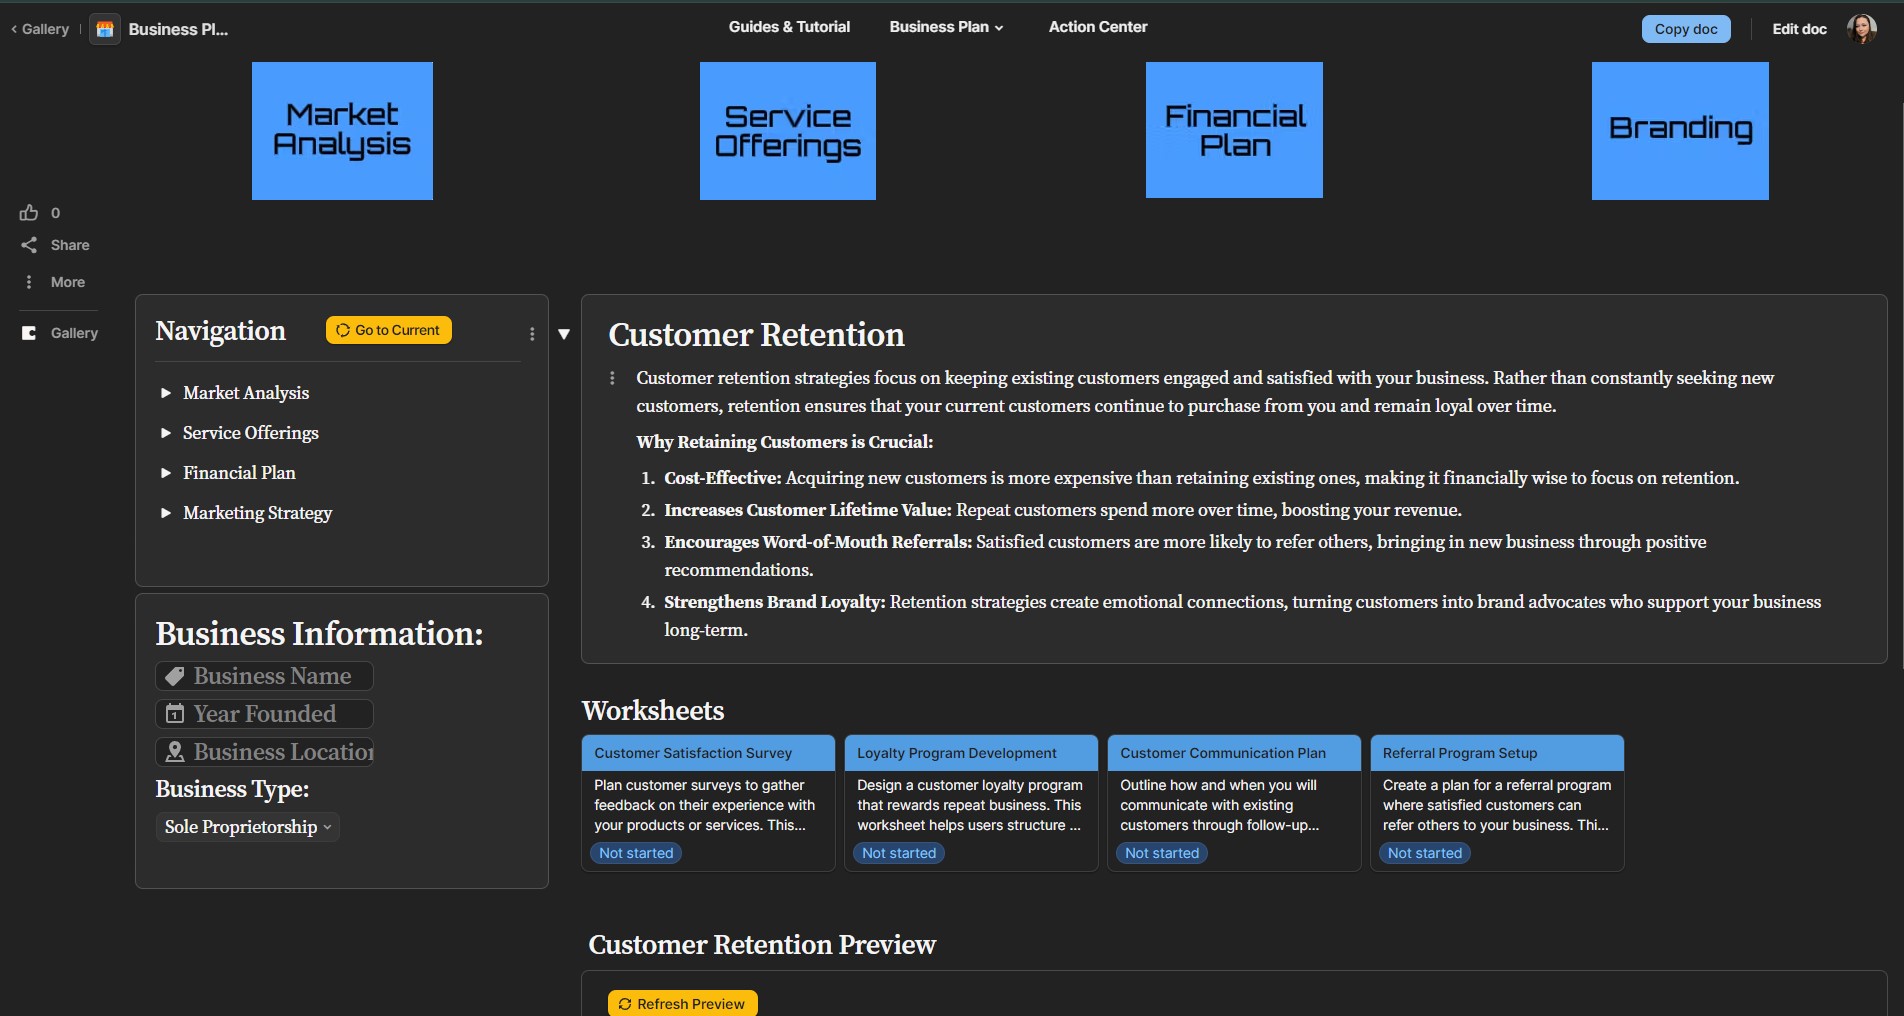 Gallery
Business Pl...
Guides & Tutorial
Business Plan
Action Center
Copy doc
Edit doc
Market
Analysis
Service
Offerings
Financial
Plan
Branding
0
Share
More
Gallery
Navigation
Go to Current
Market Analysis
Service Offerings
Financial Plan
Marketing Strategy
Business Information:
Business Name
1
Year Founded
Business Location
Business Type:
Sole Proprietorship
Customer Retention
Customer retention strategies focus on keeping existing customers engaged and satisfied with your business. Rather than constantly seeking new
customers, retention ensures that your current customers continue to purchase from you and remain loyal over time.
Why Retaining Customers is Crucial:
1. Cost-Effective: Acquiring new customers is more expensive than retaining existing ones, making it financially wise to focus on retention.
2. Increases Customer Lifetime Value: Repeat customers spend more over time, boosting your revenue.
3. Encourages Word-of-Mouth Referrals: Satisfied customers are more likely to refer others, bringing in new business through positive
recommendations.
4. Strengthens Brand Loyalty: Retention strategies create emotional connections, turning customers into brand advocates who support your business
long-term.
Worksheets
Customer Satisfaction Survey
Plan customer surveys to gather
feedback on their experience with
your products or services. This...
Not started
Loyalty Program Development
Design a customer loyalty program
that rewards repeat business. This
worksheet helps users structure ...
Not started
Customer Communication Plan
Outline how and when you will
communicate with existing
customers through follow-up...
Not started
Referral Program Setup
Create a plan for a referral program
where satisfied customers can
refer others to your business. Thi...
Not started
Customer Retention Preview
Refresh Preview